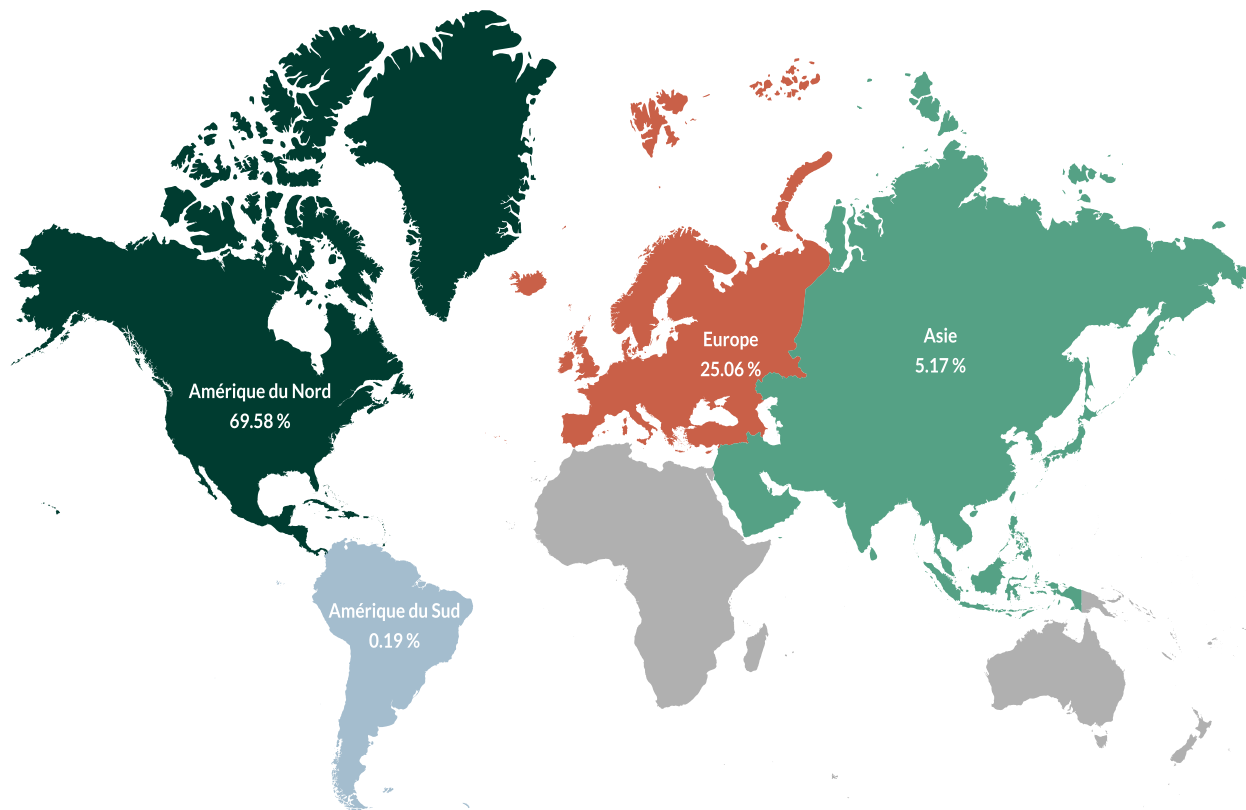 Europe
25.06 %
Asie
5.17 %
Amérique du Nord
69.58 %
Amérique du Sud
0.19 %